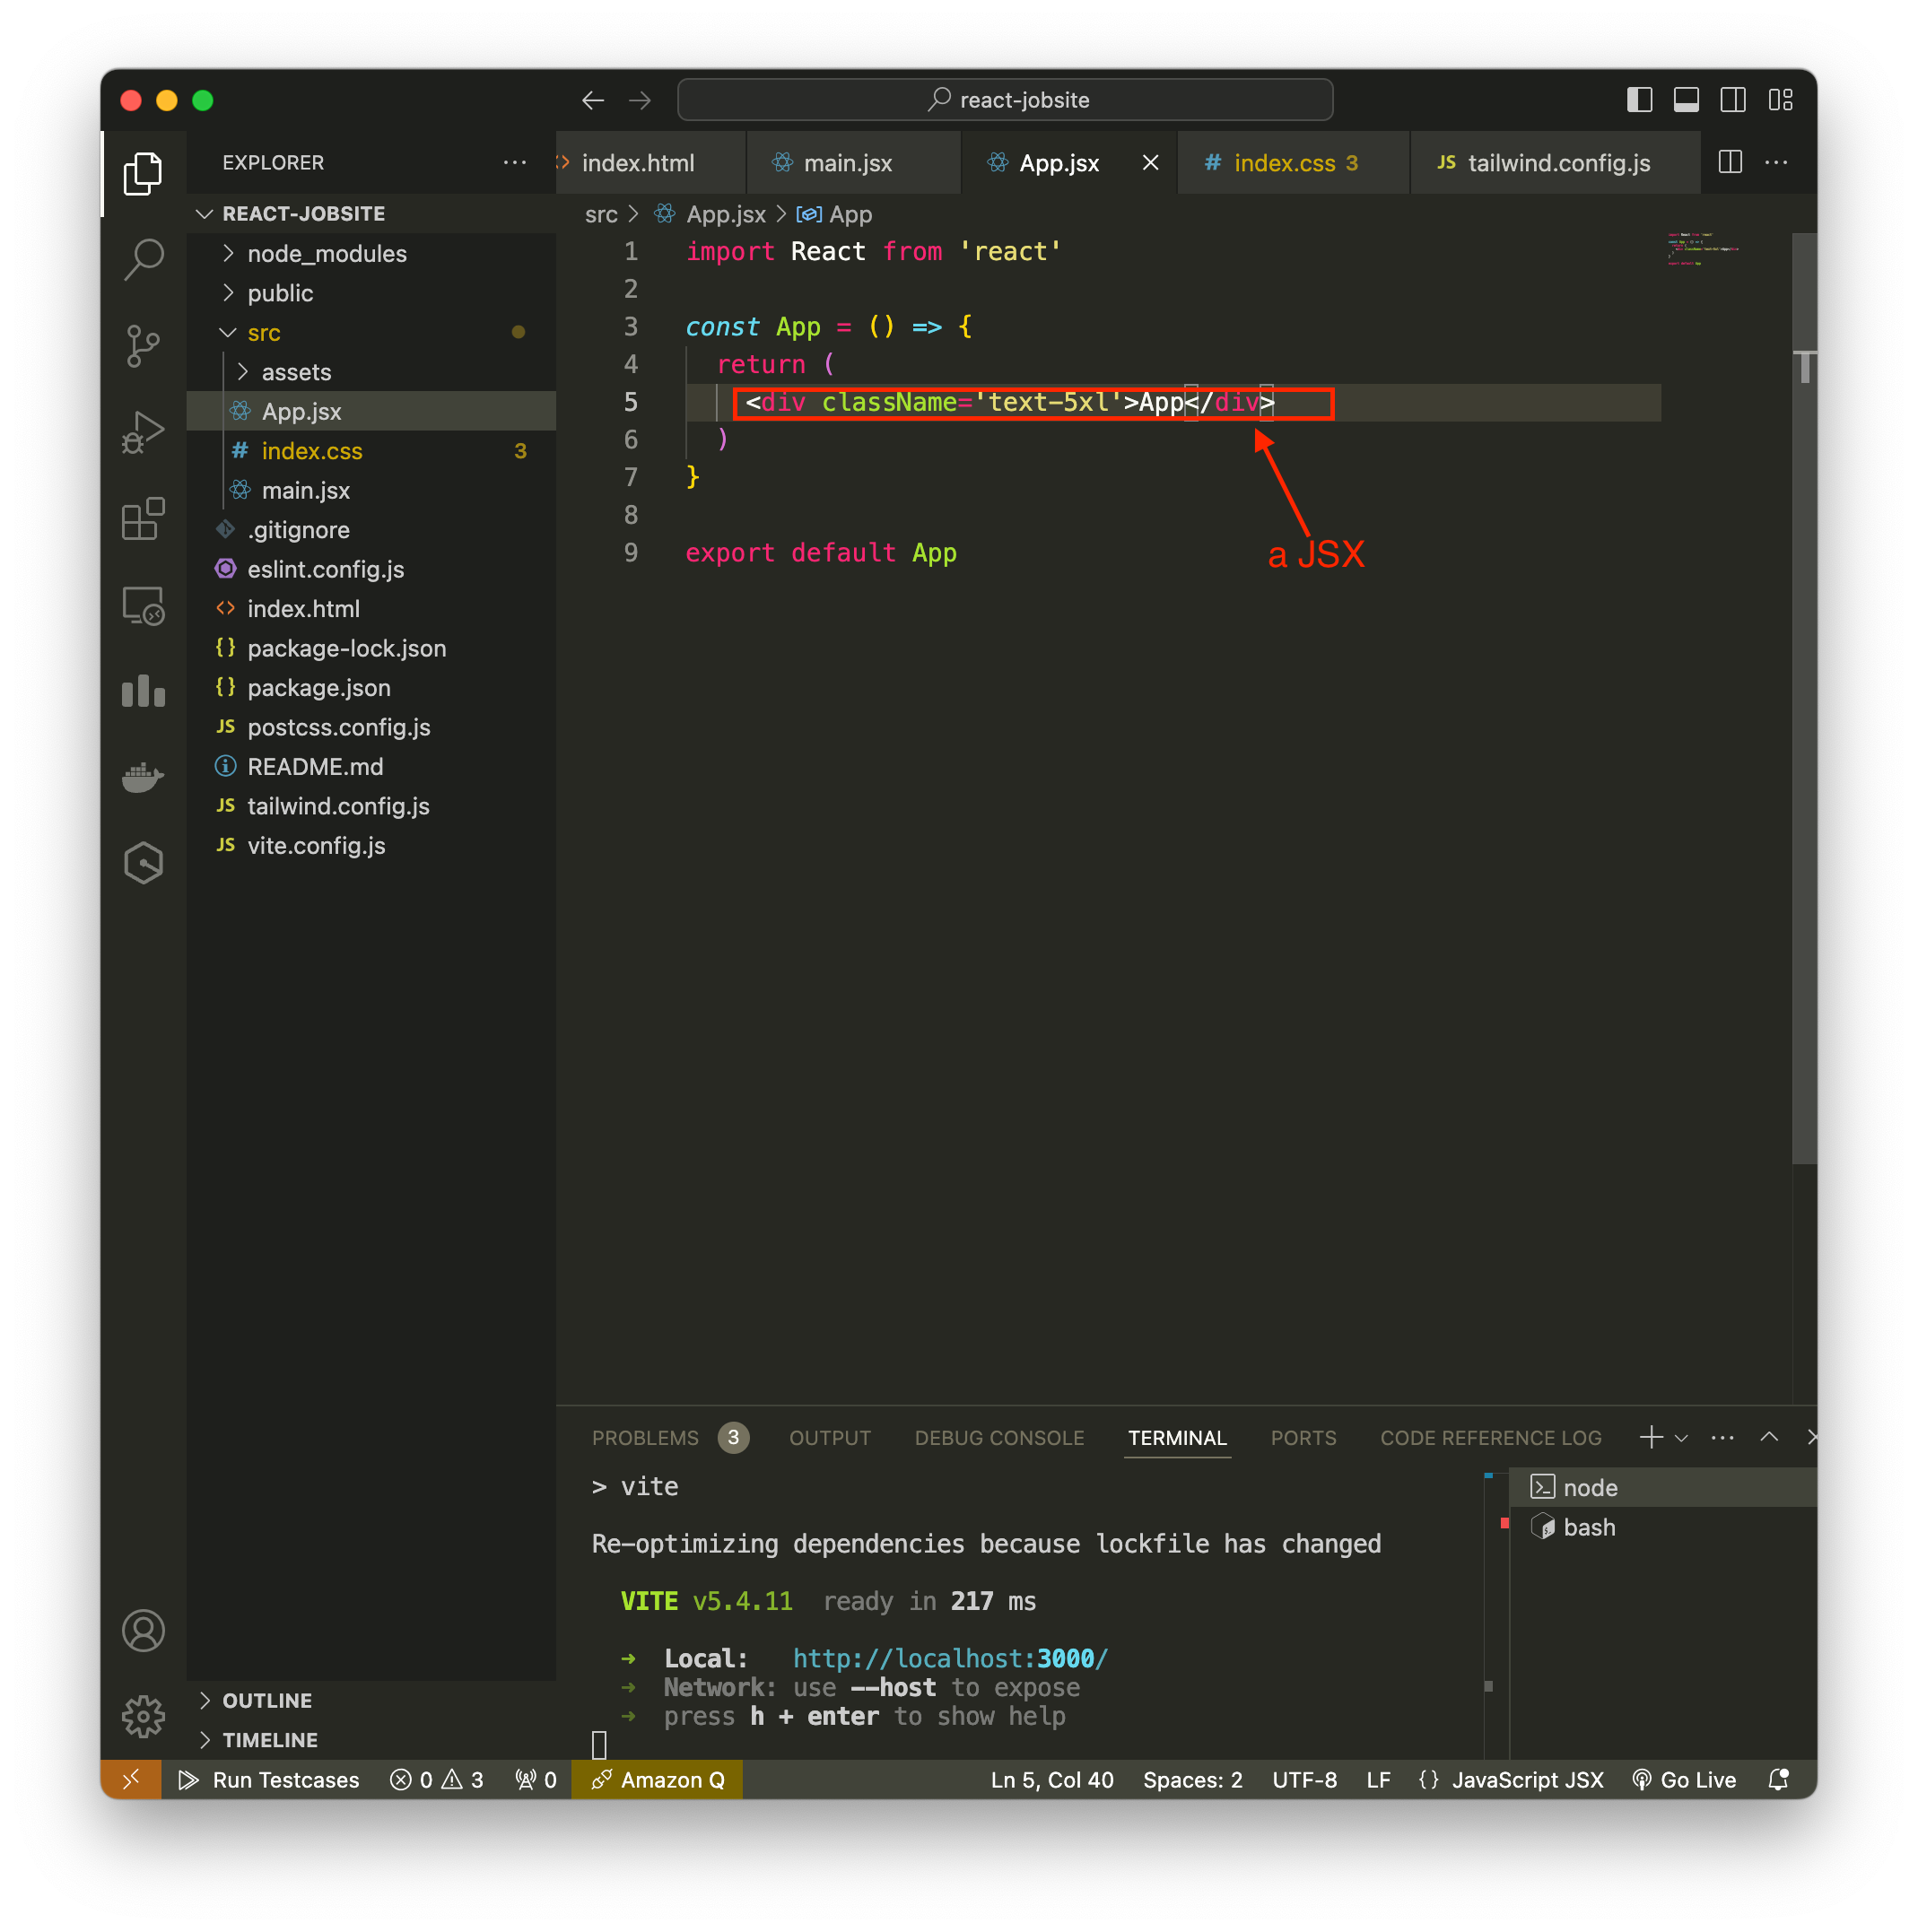 react-jobsite
EXPLORER
index.html
main.jsx
App.jsx
# index.css 3
JS tailwind.config.js
REACT-JOBSITE
node_modules
public
src
assets
App.jsx
# index.css 3
main.jsx
.gitignore
eslint.config.js
<> index.html
{} package-lock.json
{} package.json
JS postcss.config.js
README.md
JS tailwind.config.js
JS vite.config.js
OUTLINE
TIMELINE
src > App.jsx > App
1 import React from 'react'
2
3 const App = () => {
4 return (
5 <div className='text-5xl'>App</div>
6 )
7 }
8
9 export default App
a JSX
PROBLEMS 3 OUTPUT DEBUG CONSOLE TERMINAL PORTS CODE REFERENCE LOG
> vite
Re-optimizing dependencies because lockfile has changed
VITE v5.4.11 ready in 217 ms
➜ Local: http://localhost:3000/
➜ Network: use --host to expose
➜ press h + enter to show help
node
bash
Run Testcases 0 3 0 Amazon Q Ln 5, Col 40 Spaces: 2 UTF-8 LF {} JavaScript JSX Go Live